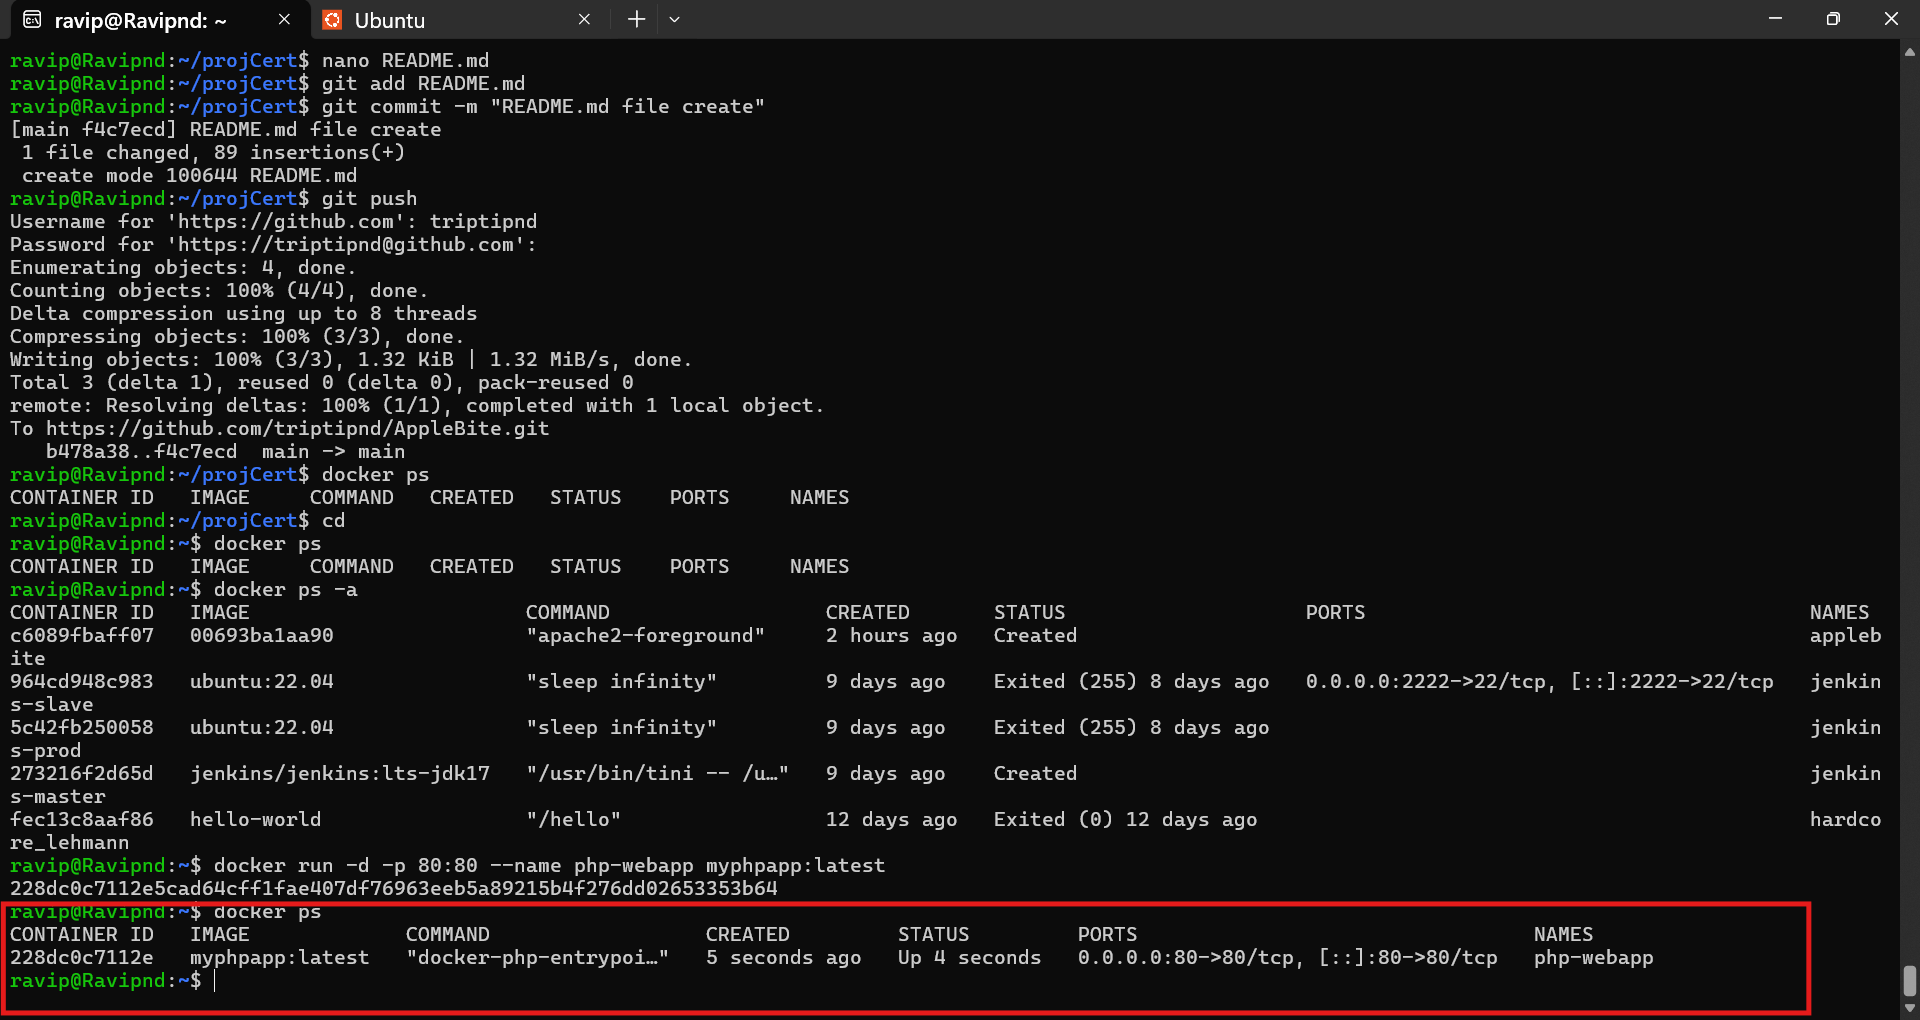 ravip@Ravipnd: ~
Ubuntu
ravip@Ravipnd:~/projCert$ nano README.md
ravip@Ravipnd:~/projCert$ git add README.md
ravip@Ravipnd:~/projCert$ git commit -m "README.md file create"
[main f4c7ecd] README.md file create
 1 file changed, 89 insertions(+)
 create mode 100644 README.md
ravip@Ravipnd:~/projCert$ git push
Username for 'https://github.com': triptipnd
Password for 'https://triptipnd@github.com':
Enumerating objects: 4, done.
Counting objects: 100% (4/4), done.
Delta compression using up to 8 threads
Compressing objects: 100% (3/3), done.
Writing objects: 100% (3/3), 1.32 KiB | 1.32 MiB/s, done.
Total 3 (delta 1), reused 0 (delta 0), pack-reused 0
remote: Resolving deltas: 100% (1/1), completed with 1 local object.
To https://github.com/triptipnd/AppleBite.git
   b478a38..f4c7ecd  main -> main
ravip@Ravipnd:~/projCert$ docker ps
CONTAINER ID   IMAGE     COMMAND   CREATED   STATUS    PORTS     NAMES
ravip@Ravipnd:~/projCert$ cd
ravip@Ravipnd:~$ docker ps
CONTAINER ID   IMAGE     COMMAND   CREATED   STATUS    PORTS     NAMES
ravip@Ravipnd:~$ docker ps -a
CONTAINER ID   IMAGE                       COMMAND                  CREATED       STATUS                    PORTS                                     NAMES
c6089fbaff07   00693ba1aa90                "apache2-foreground"     2 hours ago   Created                                                             appleb
ite
964cd948c983   ubuntu:22.04                "sleep infinity"         9 days ago    Exited (255) 8 days ago   0.0.0.0:2222->22/tcp, [::]:2222->22/tcp   jenkin
s-slave
5c42fb250058   ubuntu:22.04                "sleep infinity"         9 days ago    Exited (255) 8 days ago                                             jenkin
s-prod
273216f2d65d   jenkins/jenkins:lts-jdk17   "/usr/bin/tini -- /u…"   9 days ago    Created                                                             jenkin
s-master
fec13c8aaf86   hello-world                 "/hello"                 12 days ago   Exited (0) 12 days ago                                              hardco
re_lehmann
ravip@Ravipnd:~$ docker run -d -p 80:80 --name php-webapp myphpapp:latest
228dc0c7112e5cad64cff1fae407df76963eeb5a89215b4f276dd02653353b64
ravip@Ravipnd:~$ docker ps
CONTAINER ID   IMAGE             COMMAND                  CREATED         STATUS         PORTS                                 NAMES
228dc0c7112e   myphpapp:latest   "docker-php-entrypoi…"   5 seconds ago   Up 4 seconds   0.0.0.0:80->80/tcp, [::]:80->80/tcp   php-webapp
ravip@Ravipnd:~$